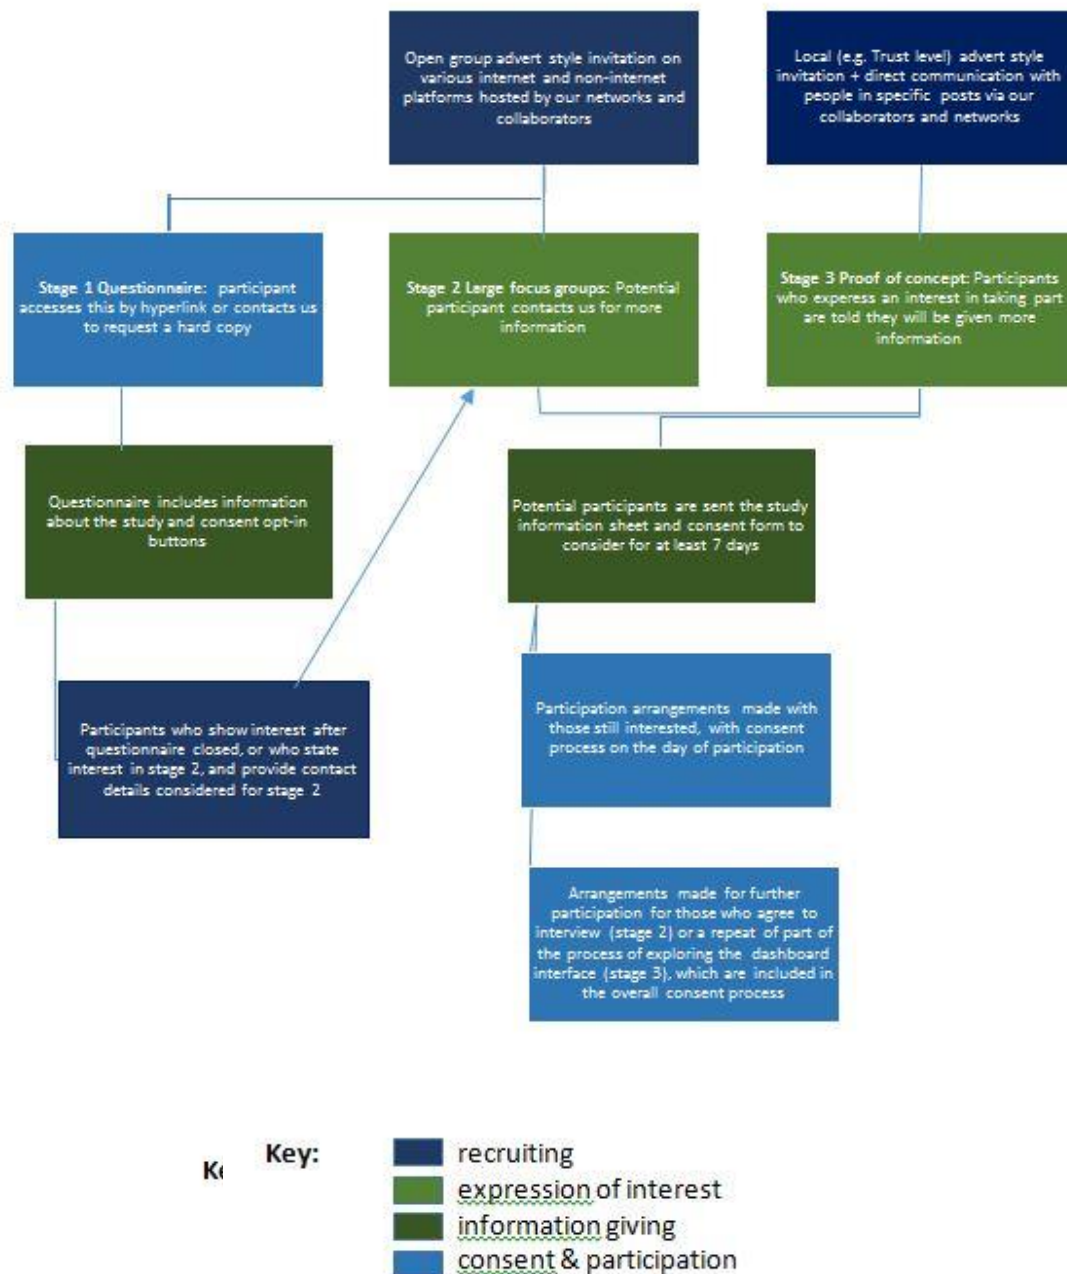 Open group advert style invitation on
various internet and non-internet
platforms hosted by our networks and
collaborators
Local (e.g. Trust level) advert style
invitation + direct communication with
people in specific posts via our
collaborators and networks
Stage 1 Questionnaire: participant
accesses this by hyperlink or contacts us
to request a hard copy
Stage 2 Large focus groups: Potential
participant contacts us for more
information
Stage 3 Proof of concept: Participants
who experess an interest in taking part
are told they will be given more
information
Questionnaire includes information
about the study and consent opt-in
buttons
Potential participants are sent the study
information sheet and consent form to
consider for at least 7 days
Participants who show interest after
questionnaire closed, or who state
interest in stage 2, and provide contact
details considered for stage 2
Participation arrangements made with
those still interested, with consent
process on the day of participation
Arrangements made for further
participation for those who agree to
interview (stage 2) or a repeat of part of
the process of exploring the dashboard
interface (stage 3), which are included in
the overall consent process
Key:
recruiting
expression of interest
information giving
consent & participation